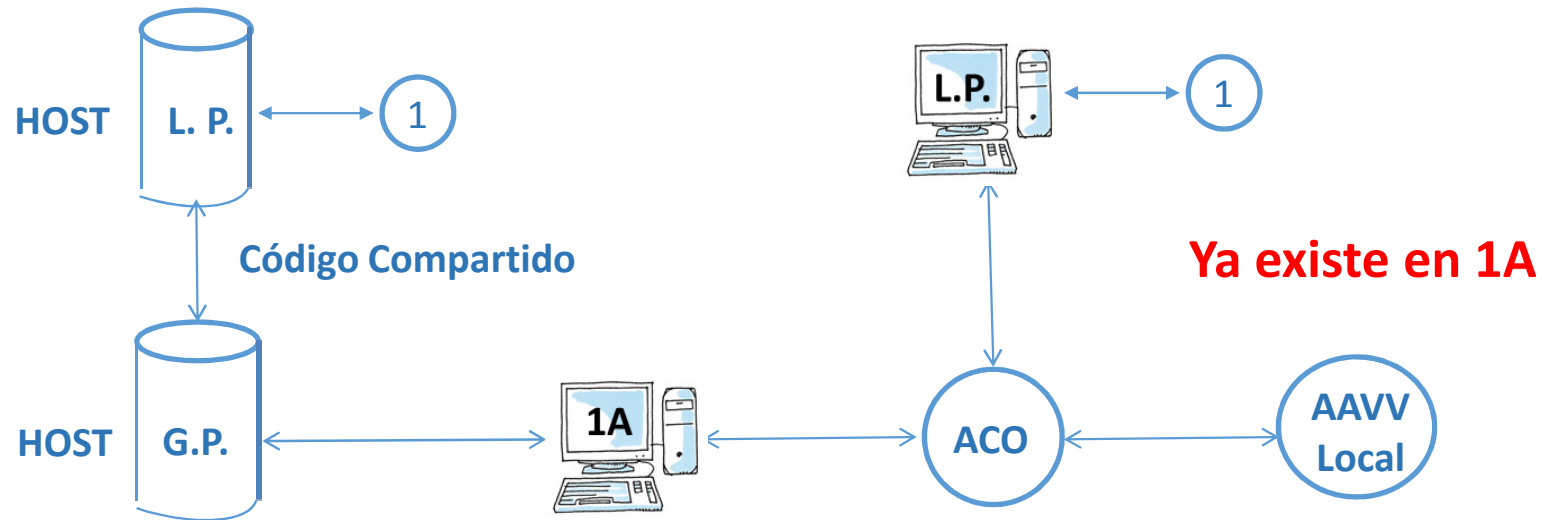 HOST
L. P.
1
L.P.
1
Código Compartido
Ya existe en 1A
HOST
G.P.
1A
ACO
AAVV
Local